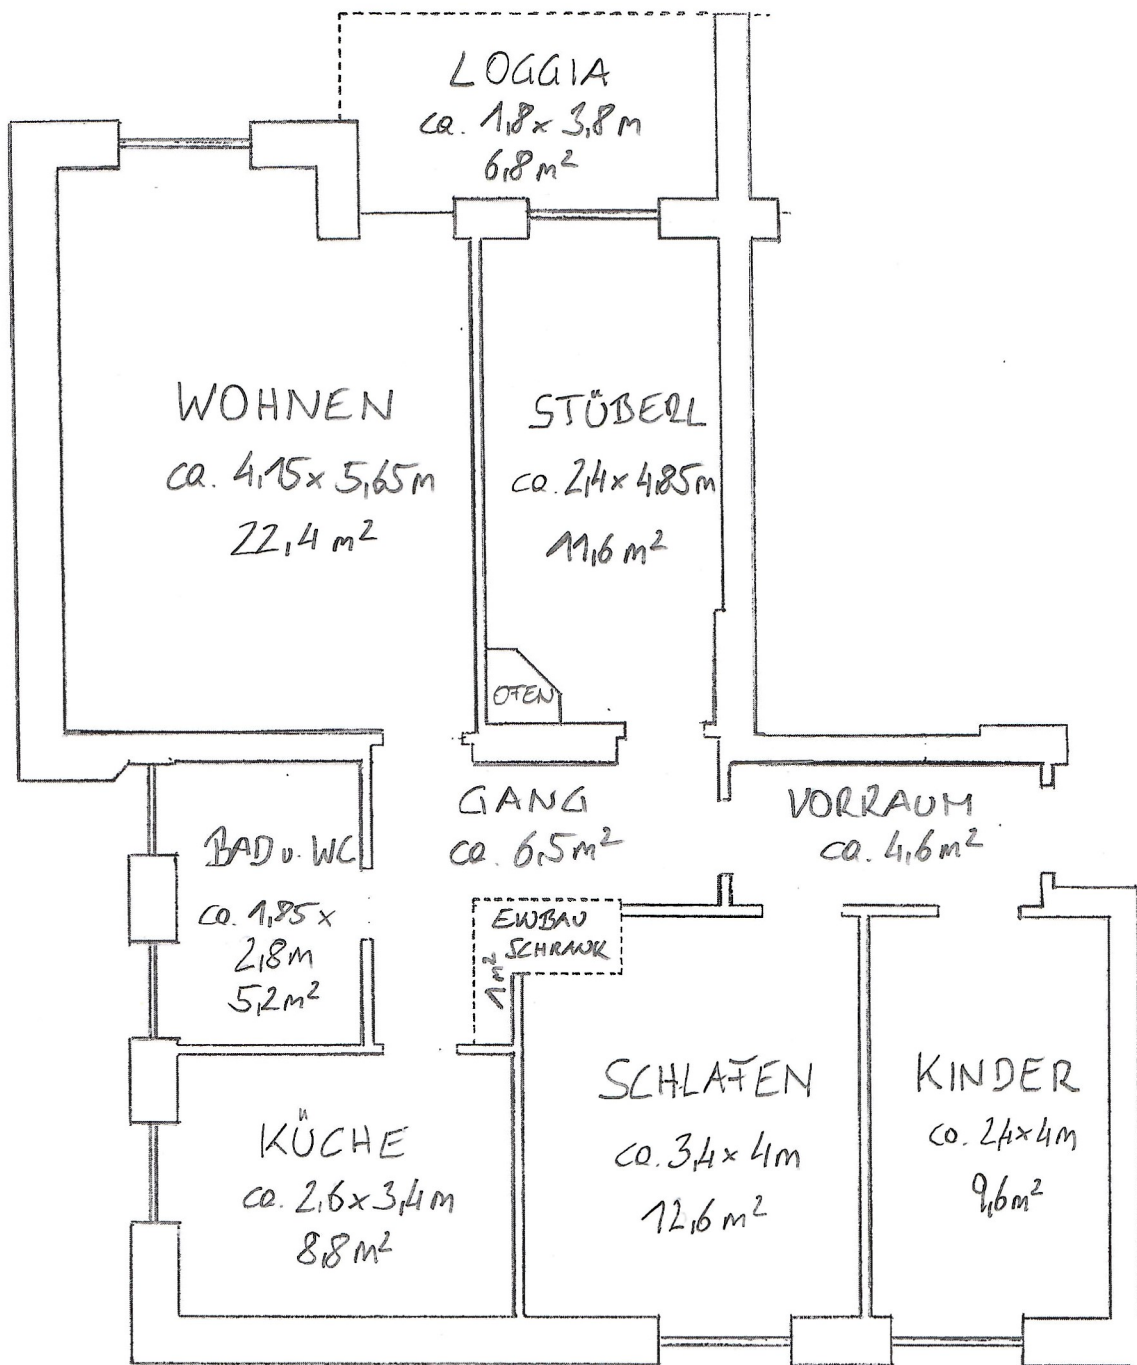 LOGGIA
ca. 1,8 x 3,8 m
6,8 m²
WOHNEN
ca. 4,15 x 5,65 m
22,4 m²
STÜBERL
ca. 2,4 x 4,85 m
11,6 m²
OFEN
GANG
ca. 6,5 m²
VORRAUM
ca. 4,6 m²
BAD u. WC
ca. 1,85 x
2,8 m
5,2 m²
EINBAU
SCHRANK
1 m²
KÜCHE
ca. 2,6 x 3,4 m
8,8 m²
SCHLAFEN
ca. 3,4 x 4 m
12,6 m²
KINDER
ca. 2,4 x 4 m
9,6 m²